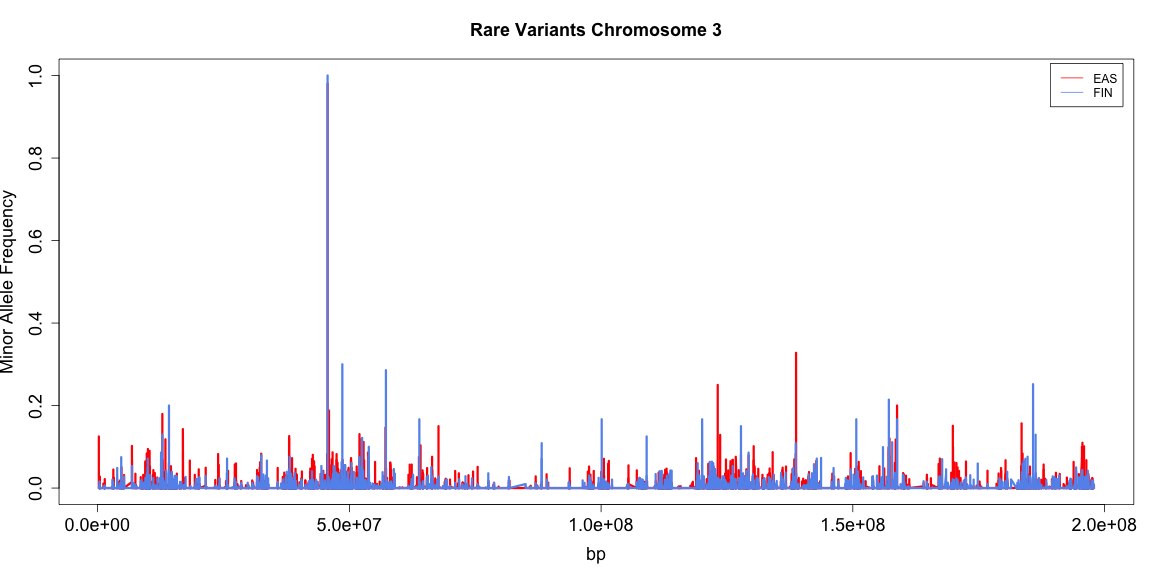 Rare Variants Chromosome 3
EAS
FIN
Minor Allele Frequency
1.0
0.8
0.6
0.4
0.2
0.0
0.0e+00 5.0e+07 1.0e+08 1.5e+08 2.0e+08
bp